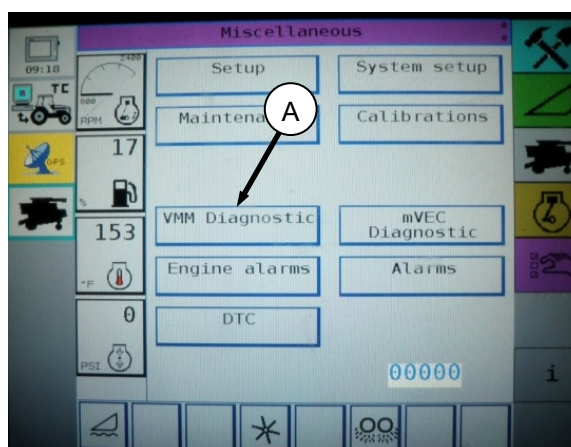 Miscellaneous
09:18
TC
GPS
2400
800
RPM
17
%
153
°F
0
PSI
Setup
System setup
A
Calibrations
VMM Diagnostic
mVEC
Diagnostic
Engine alarms
Alarms
DTC
00000
SOS
i